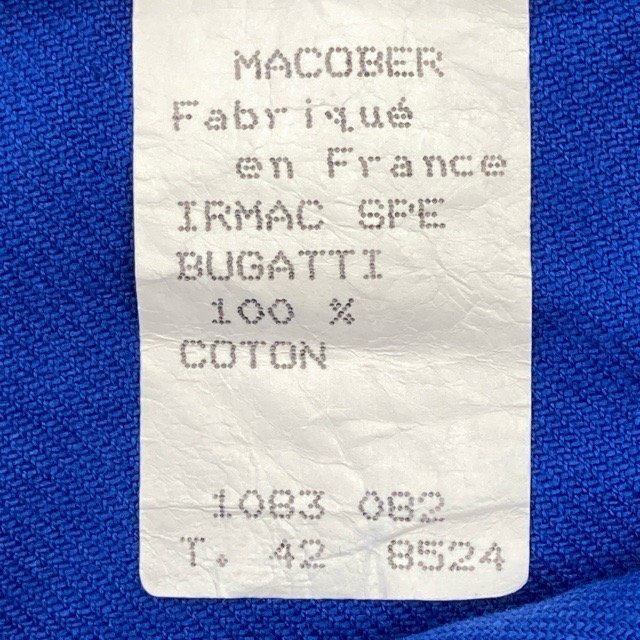 MACOBER
Fabriqué
en France
IRMAC SPE
BUGATTI
100 %
COTON
1083 082
T. 42 8524